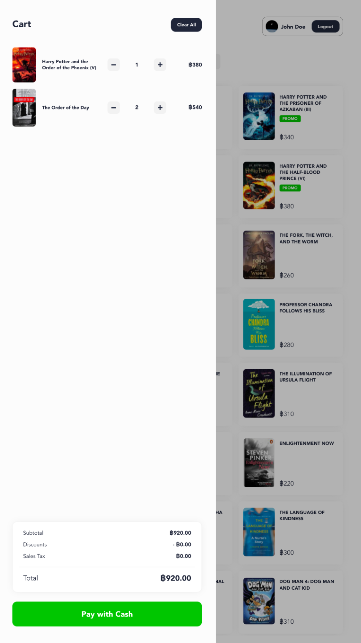 Cart
Clear All
Harry Potter and the
Order of the Phoenix (V)
1
฿380
The Order of the Day
2
฿540
Subtotal
฿920.00
Discounts
- ฿0.00
Sales Tax
฿0.00
Total
฿920.00
Pay with Cash
John Doe
Logout
HARRY POTTER AND
THE PRISONER OF
AZKABAN (III)
PROMO
฿340
HARRY POTTER AND
THE HALF-BLOOD
PRINCE (VI)
PROMO
฿380
THE FORK, THE WITCH,
AND THE WORM
฿260
PROFESSOR CHANDRA
FOLLOWS HIS BLISS
฿280
THE ILLUMINATION OF
URSULA FLIGHT
฿310
ENLIGHTENMENT NOW
฿220
THE LANGUAGE OF
KINDNESS
฿300
DOG MAN 4: DOG MAN
AND CAT KID
฿310